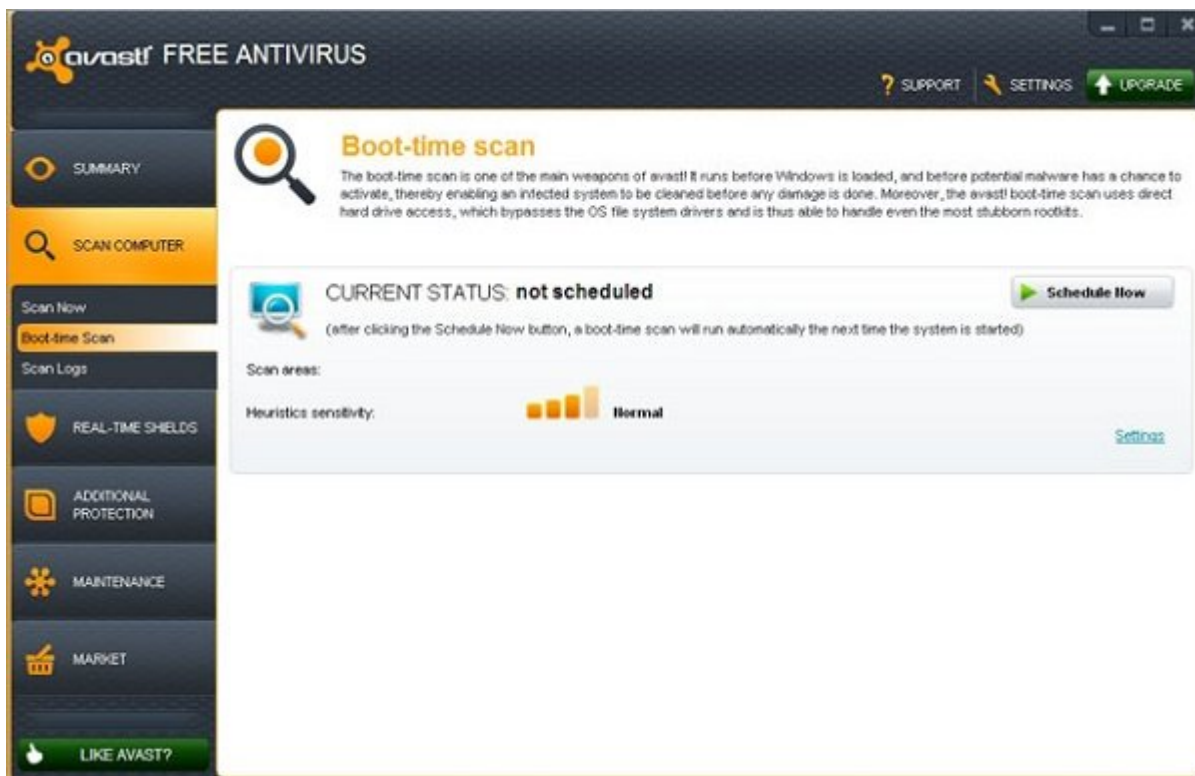 avast! FREE ANTIVIRUS
SUPPORT
SETTINGS
UPGRADE
SUMMARY
SCAN COMPUTER
Scan Now
Boot-time Scan
Scan Logs
REAL-TIME SHIELDS
ADDITIONAL
PROTECTION
MAINTENANCE
MARKET
LIKE AVAST?
Boot-time scan
The boot-time scan is one of the main weapons of avast! It runs before Windows is loaded, and before potential malware has a chance to
activate, thereby enabling an infected system to be cleaned before any damage is done. Moreover, the avast! boot-time scan uses direct
hard drive access, which bypasses the OS file system drivers and is thus able to handle even the most stubborn rootkits.
CURRENT STATUS: not scheduled
Schedule Now
(after clicking the Schedule Now button, a boot-time scan will run automatically the next time the system is started)
Scan areas:
Heuristics sensitivity: Normal
Settings